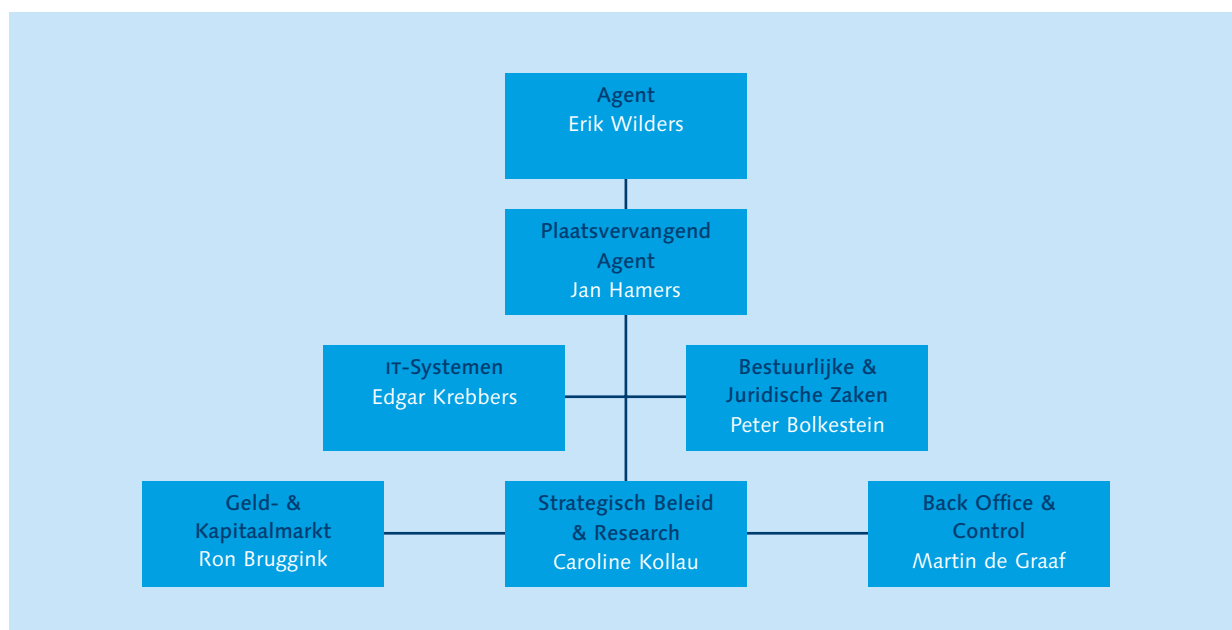 Agent
Erik Wilders
Plaatsvervangend
Agent
Jan Hamers
IT-Systemen
Edgar Krebbers
Bestuurlijke &
Juridische Zaken
Peter Bolkestein
Geld- &
Kapitaalmarkt
Ron Bruggink
Strategisch Beleid
& Research
Caroline Kollau
Back Office &
Control
Martin de Graaf